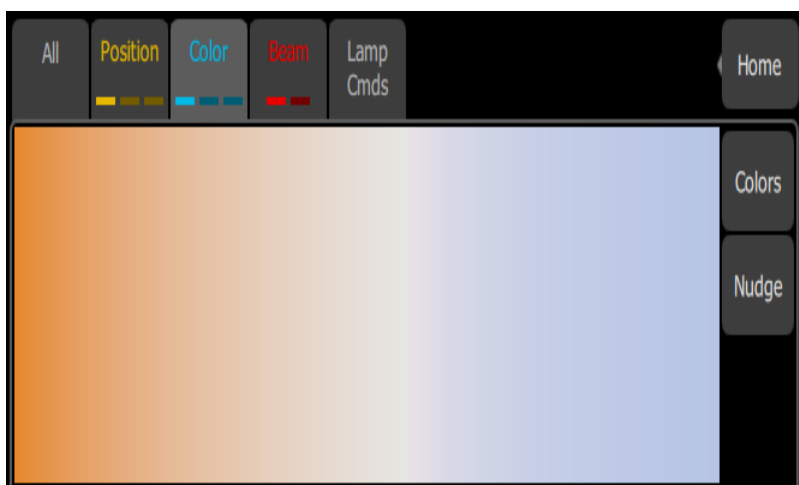 All
Position
Color
Beam
Lamp
Cmds
Home
Colors
Nudge